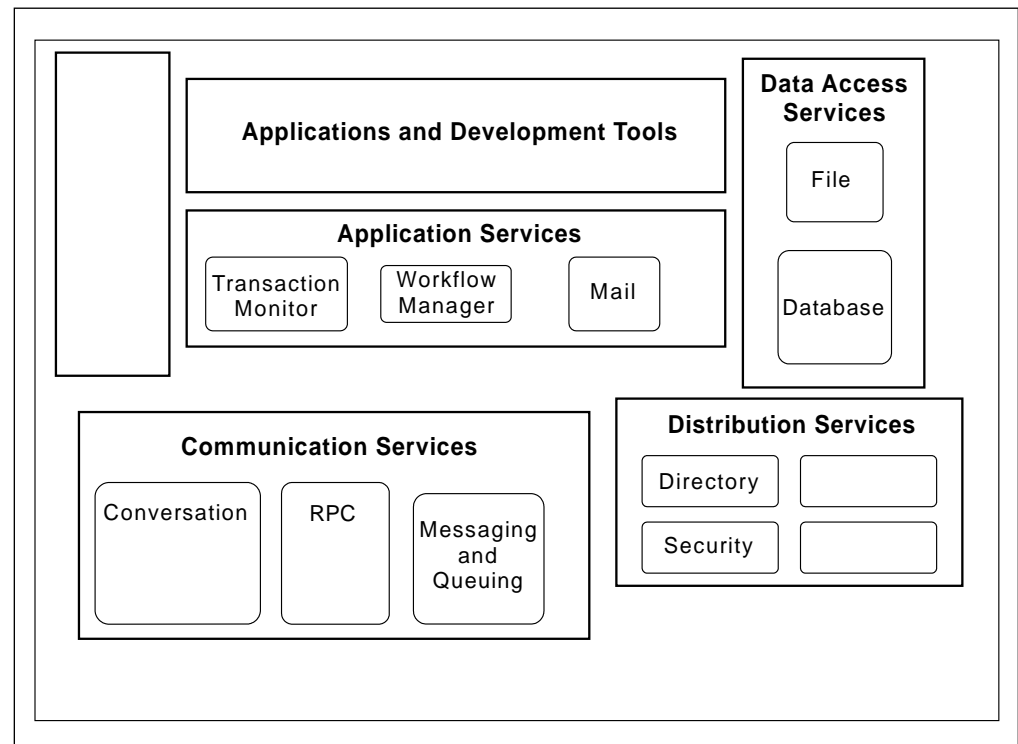 Applications and Development Tools
Application Services
Transaction
Monitor
Workflow
Manager
Mail
Data Access
Services
File
Database
Communication Services
Conversation
RPC
Messaging
and
Queuing
Distribution Services
Directory
Security